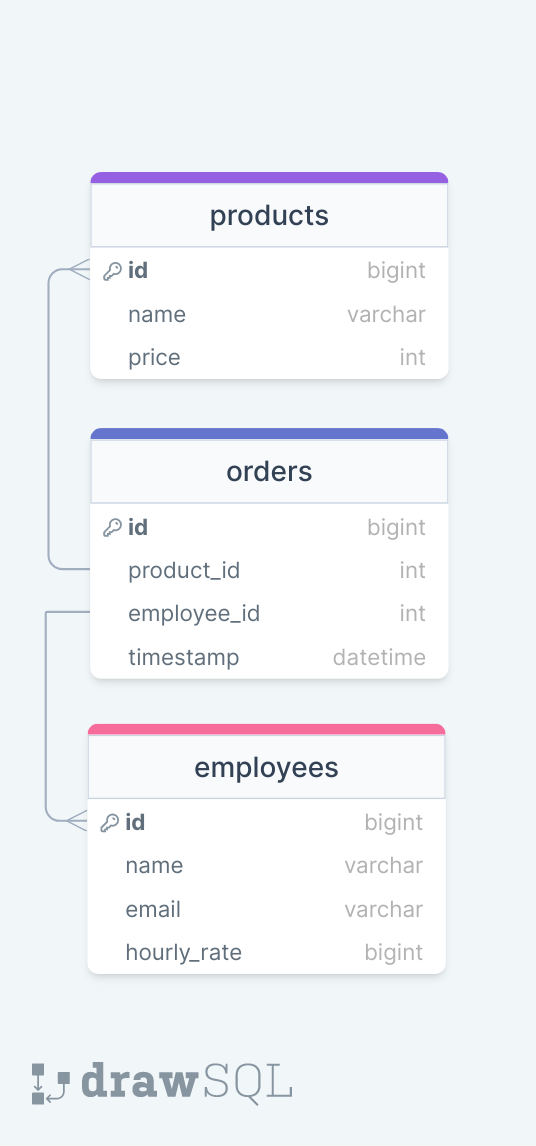 products
id bigint
name varchar
price int
orders
id bigint
product_id int
employee_id int
timestamp datetime
employees
id bigint
name varchar
email varchar
hourly_rate bigint
drawSQL